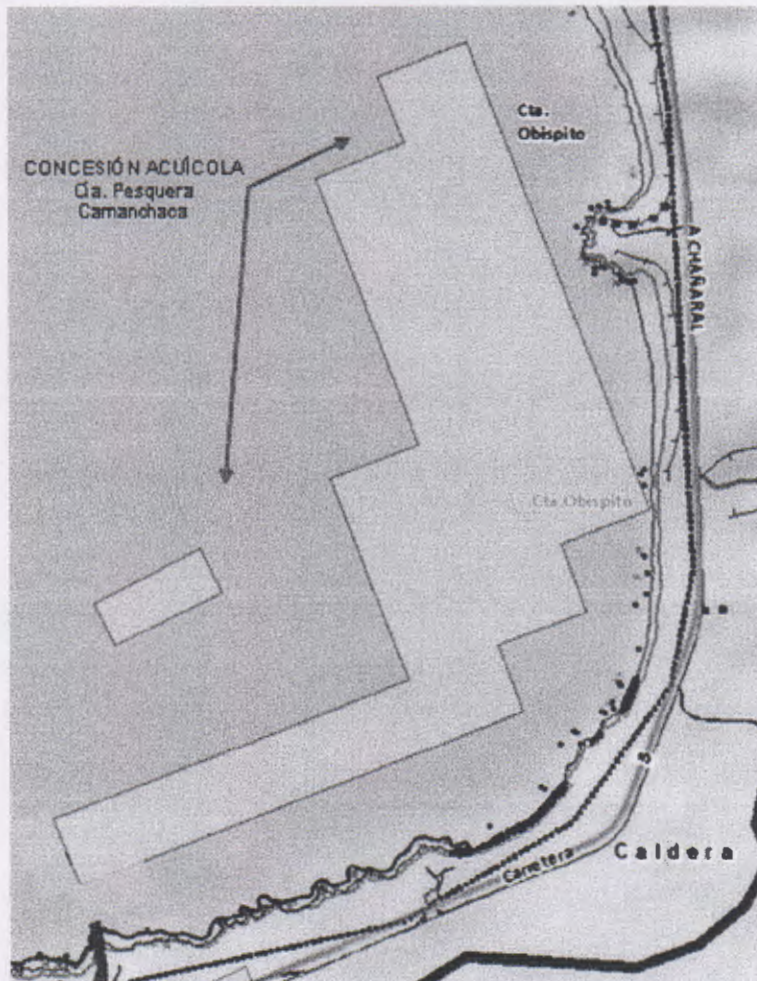 Cta.
Obispito
CONCESIÓN ACUÍCOLA
Cía. Pesquera
Camanchaca
A CHAÑARAL
Cta.Obispito
5
Caldera
Carretera